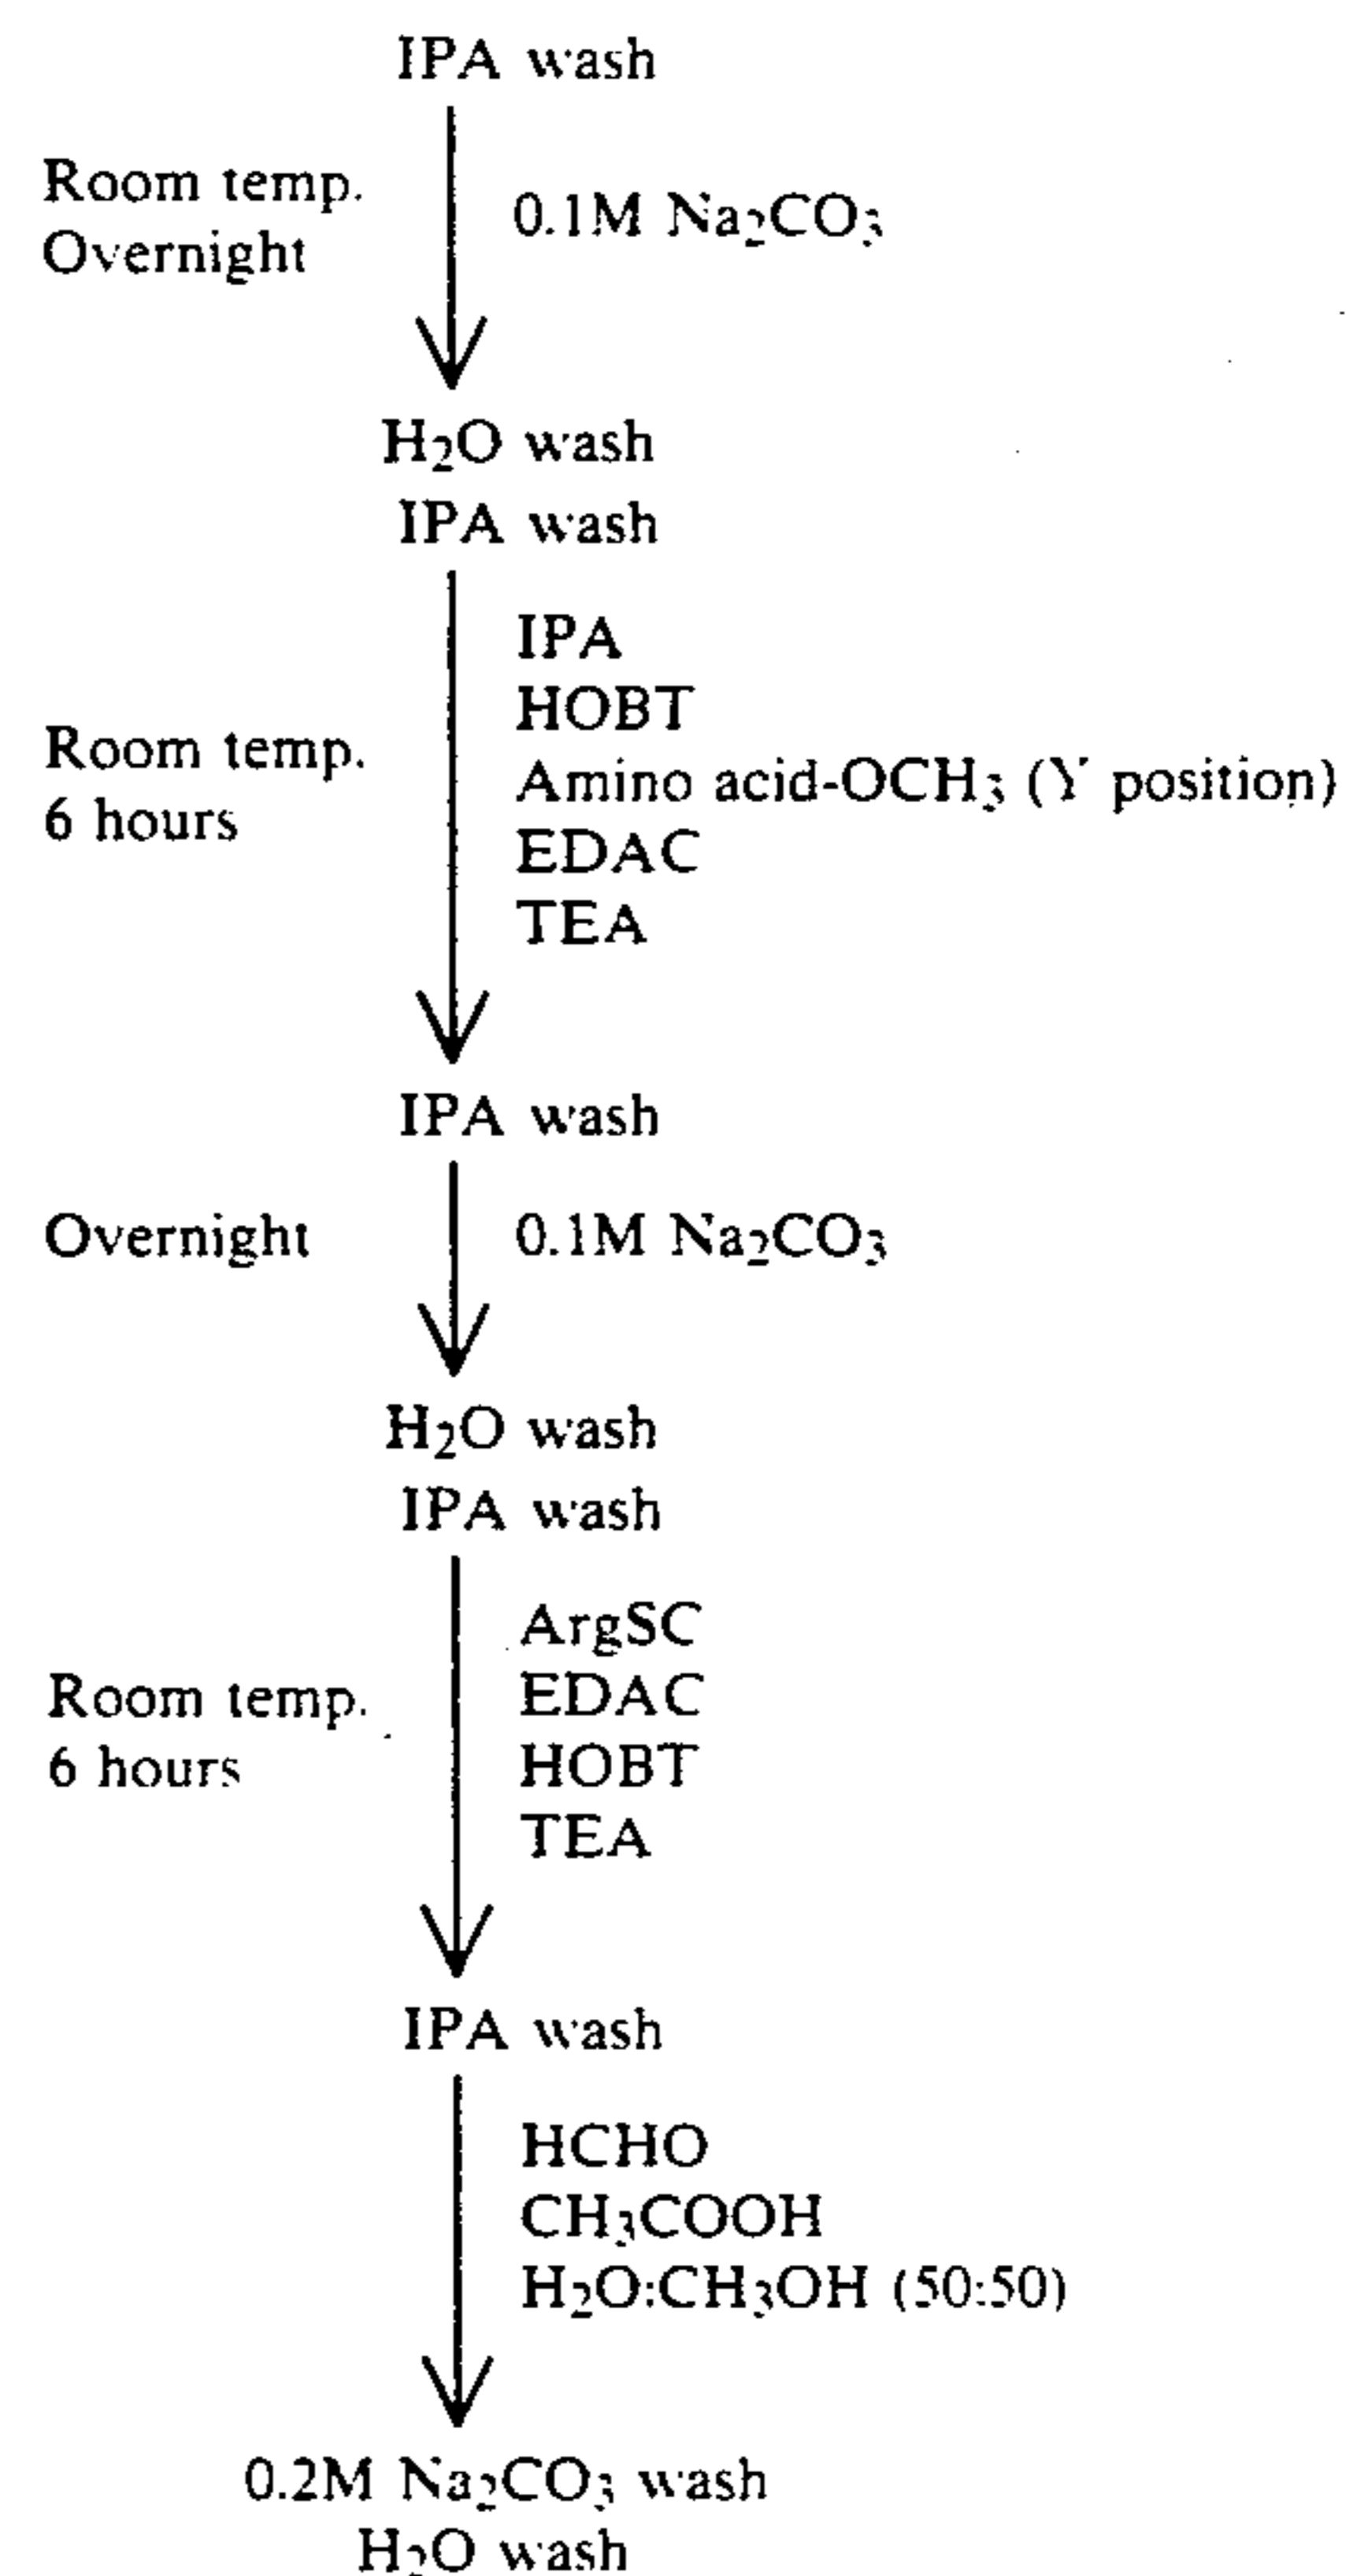 IPA wash
Room temp.
Overnight
0.1M Na₂CO₃
H₂O wash
IPA wash
Room temp.
6 hours
IPA
HOBT
Amino acid-OCH₃ (Y position)
EDAC
TEA
IPA wash
Overnight
0.1M Na₂CO₃
H₂O wash
IPA wash
Room temp.
6 hours
ArgSC
EDAC
HOBT
TEA
IPA wash
HCHO
CH₃COOH
H₂O:CH₃OH (50:50)
0.2M Na₂CO₃ wash
H₂O wash